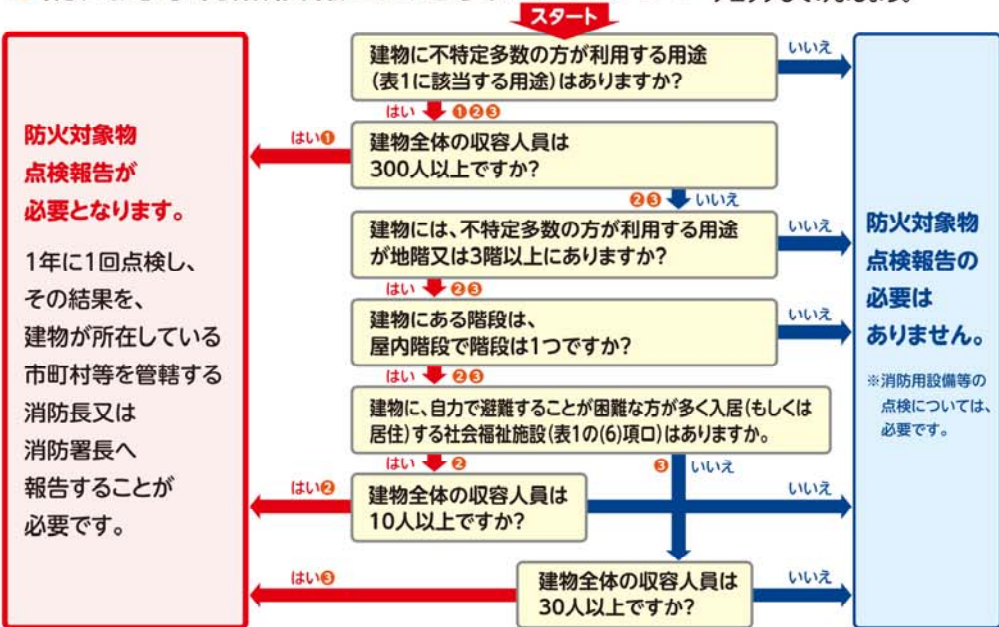 スタート
建物に不特定多数の方が利用する用途
(表1に該当する用途)はありますか?
いいえ
はい ❶❷❸
建物全体の収容人員は
300人以上ですか?
はい❶
❷❸ いいえ
建物には、不特定多数の方が利用する用途
が地階又は3階以上にありますか?
いいえ
はい ❷❸
建物にある階段は、
屋内階段で階段は1つですか?
いいえ
はい ❷❸
建物に、自力で避難することが困難な方が多く入居(もしくは
居住)する社会福祉施設(表1の(6)項ロ)はありますか。
はい ❷
❸ いいえ
建物全体の収容人員は
10人以上ですか?
はい❷
いいえ
建物全体の収容人員は
30人以上ですか?
はい❸
いいえ
防火対象物
点検報告が
必要となります。
1年に1回点検し、
その結果を、
建物が所在している
市町村等を管轄する
消防長又は
消防署長へ
報告することが
必要です。
防火対象物
点検報告の
必要は
ありません。
※消防用設備等の
点検については、
必要です。